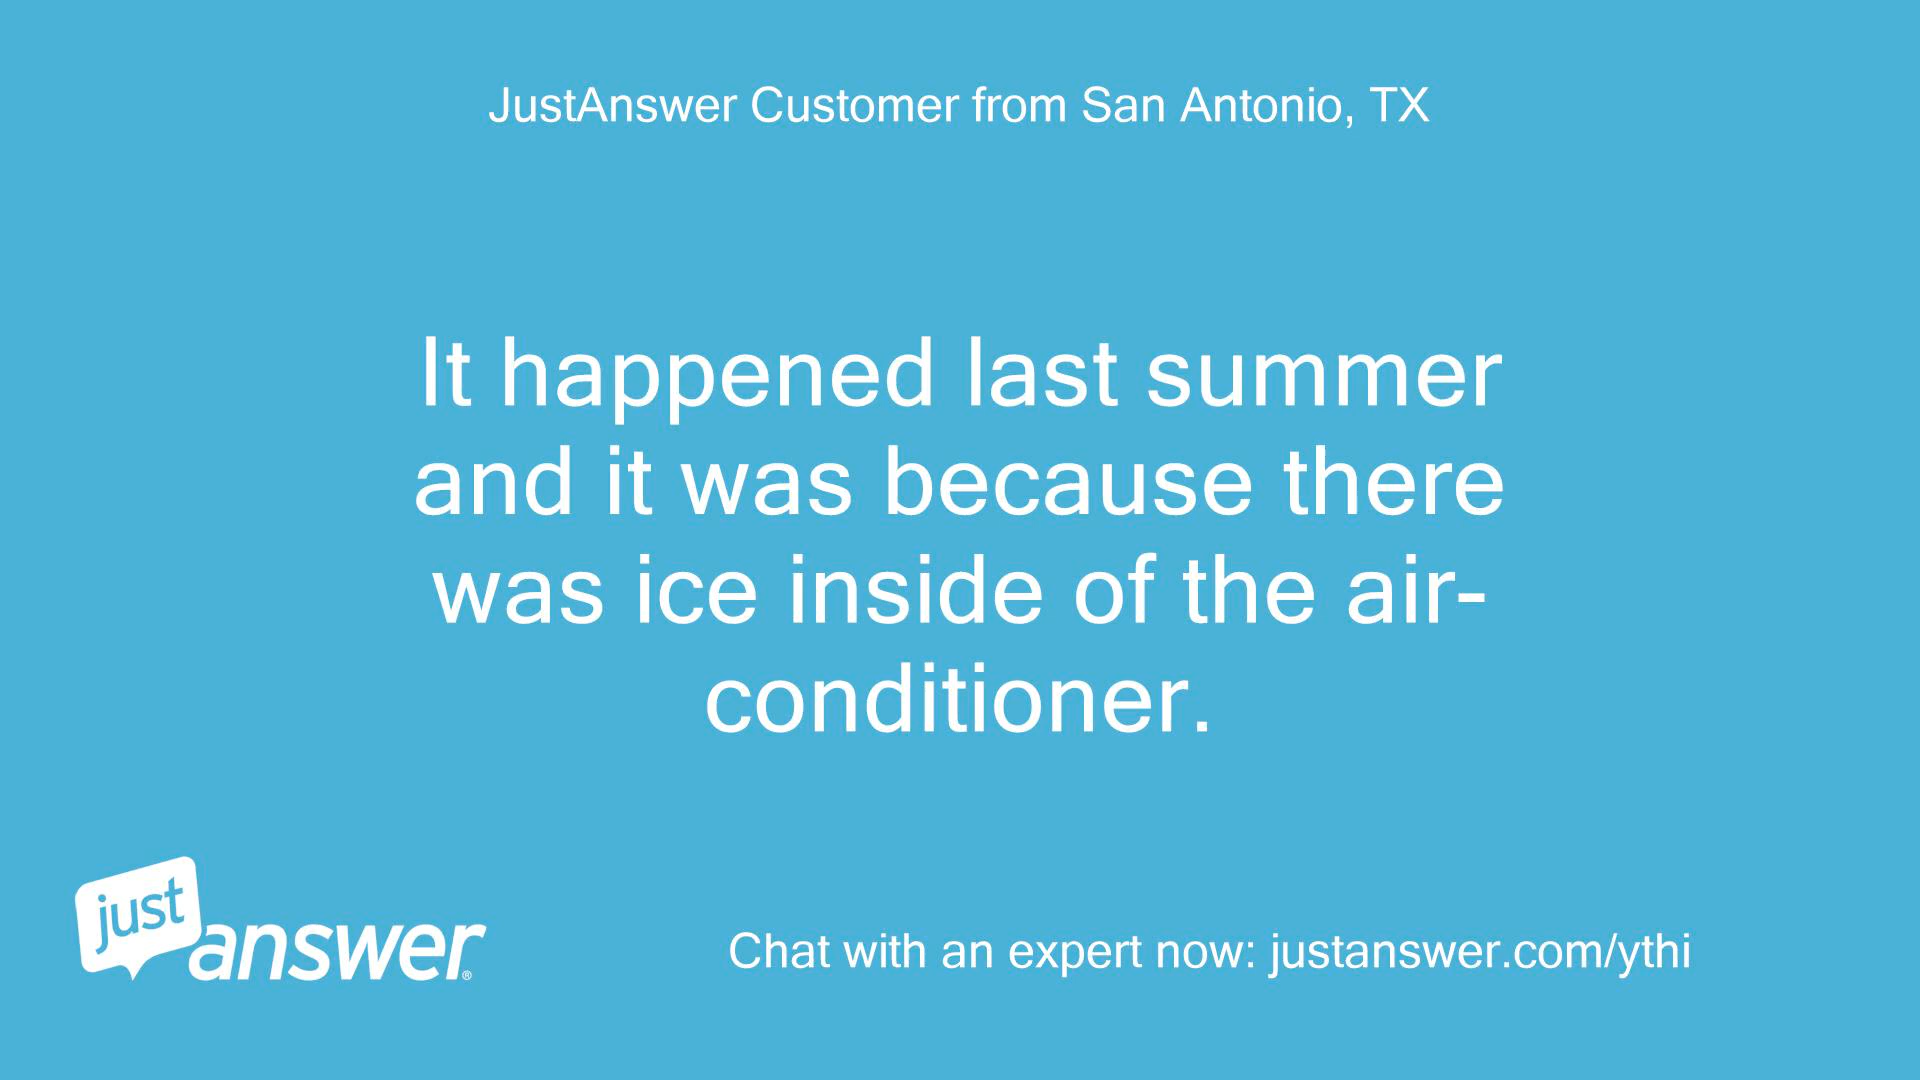 JustAnswer Customer from San Antonio, TX
It happened last summer
and it was because there
was ice inside of the air-
conditioner.
just
answer®
Chat with an expert now: justanswer.com/ythi